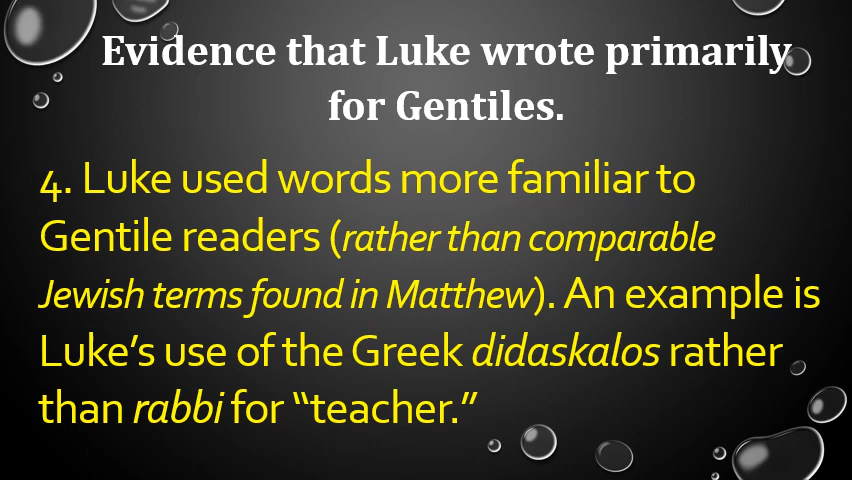 Evidence that Luke wrote primarily
for Gentiles.
4. Luke used words more familiar to
Gentile readers (rather than comparable
Jewish terms found in Matthew). An example is
Luke’s use of the Greek didaskalos rather
than rabbi for “teacher.”